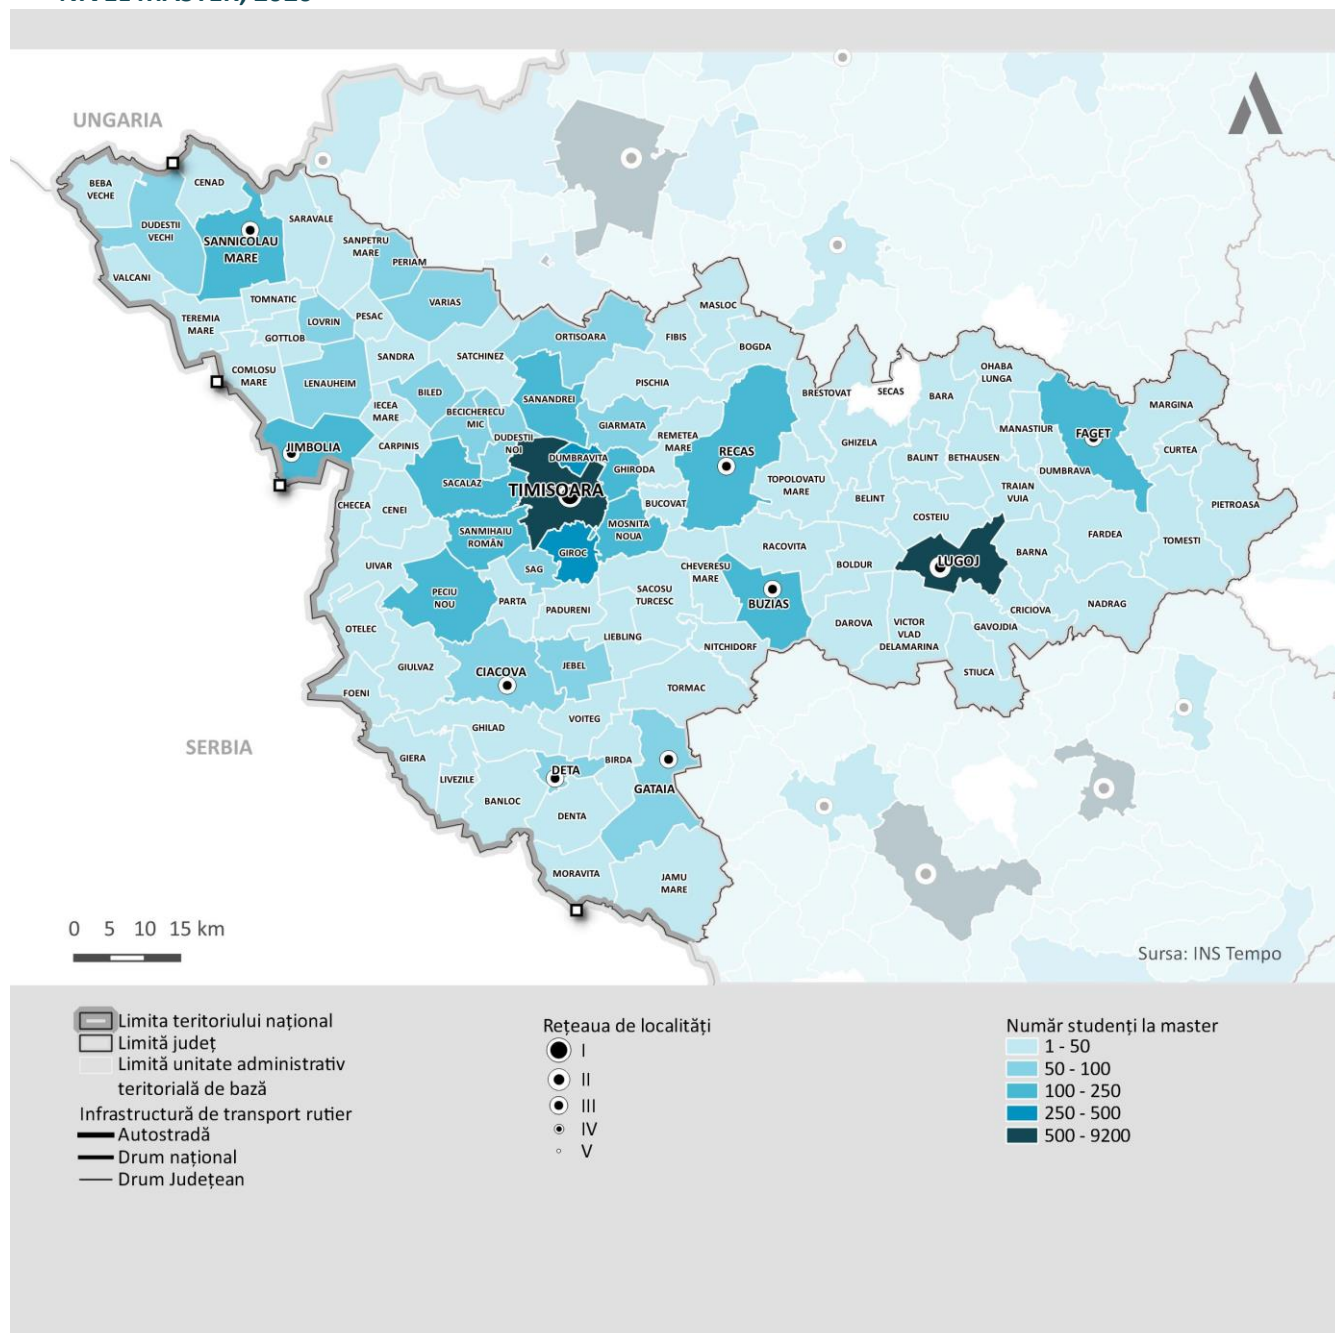 UNGARIA
BEBA
VECHE
CENAD
DUDESTII
VECHI
SANNICOLAU
MARE
SARAVALE
SANPETRU
MARE
PERIAM
VALCANI
TOMNATIC
VARIAS
TEREMIA
MARE
LOVRIN
PESAC
GOTTLOB
MASLOC
ORTISOARA
FIBIS
BOGDA
SANDRA
SATCHINEZ
COMLOSU
MARE
LENAUHEIM
PISCHIA
OHABA
LUNGA
BRESTOVAT
SECAS
BARA
BILED
SANANDREI
IECEA
MARE
BECICHERECU
MIC
MARGINA
GIARMATA
REMETEA
MARE
MANASTIUR
FAGET
JIMBOLIA
CARPINIS
DUDESTII
NOI
DUMBRAVITA
GHIZELA
RECAS
CURTEA
BALINT
BETHAUSEN
GHIRODA
DUMBRAVA
SACALAZ
TIMISOARA
TOPOLOVATU
MARE
TRAIAN
VUIA
BELINT
PIETROASA
CHECEA
CENEI
BUCOVAT
COSTEIU
SANMIHAIU
ROMÂN
MOSNITA
NOUA
FARDEA
TOMESTI
GIROC
RACOVITA
BARNA
UIVAR
SAG
CHEVERESU
MARE
BOLDUR
LUGOJ
PECIU
NOU
PARTA
PADURENI
SACOSU
TURCESC
BUZIAS
CRICIOVA
NADRAG
OTELEC
DAROVA
VICTOR
VLAD
DELAMARINA
GAVOJDIA
LIEBLING
NITCHIDORF
GIULVAZ
CIACOVA
JEBEL
STIUCA
FOENI
TORMAC
VOITEG
GHILAD
SERBIA
GIERA
BIRDA
DETA
LIVEZILE
GATAIA
BANLOC
DENTA
MORAVITA
JAMU
MARE
0 5 10 15 km
Sursa: INS Tempo
Limita teritoriului național
Limită județ
Limită unitate administrativ
teritorială de bază
Infrastructură de transport rutier
Autostradă
Drum național
Drum Județean
Rețeaua de localități
I
II
III
IV
V
Număr studenți la master
1 - 50
50 - 100
100 - 250
250 - 500
500 - 9200